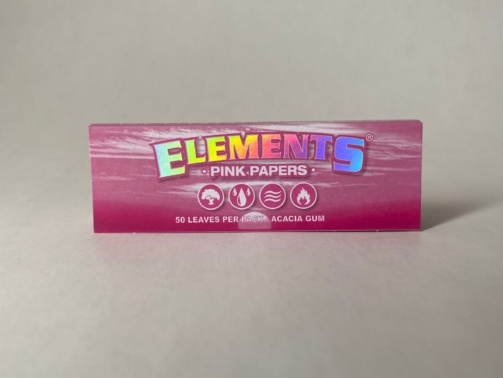 ELEMENTS®
· PINK PAPERS ·
50 LEAVES PER ACACIA GUM